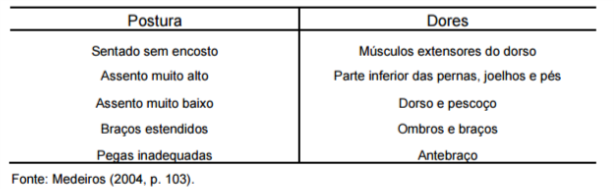 Postura Dores
Sentado sem encosto Músculos extensores do dorso
Assento muito alto Parte inferior das pernas, joelhos e pés
Assento muito baixo Dorso e pescoço
Braços estendidos Ombros e braços
Pegas inadequadas Antebraço
Fonte: Medeiros (2004, p. 103).